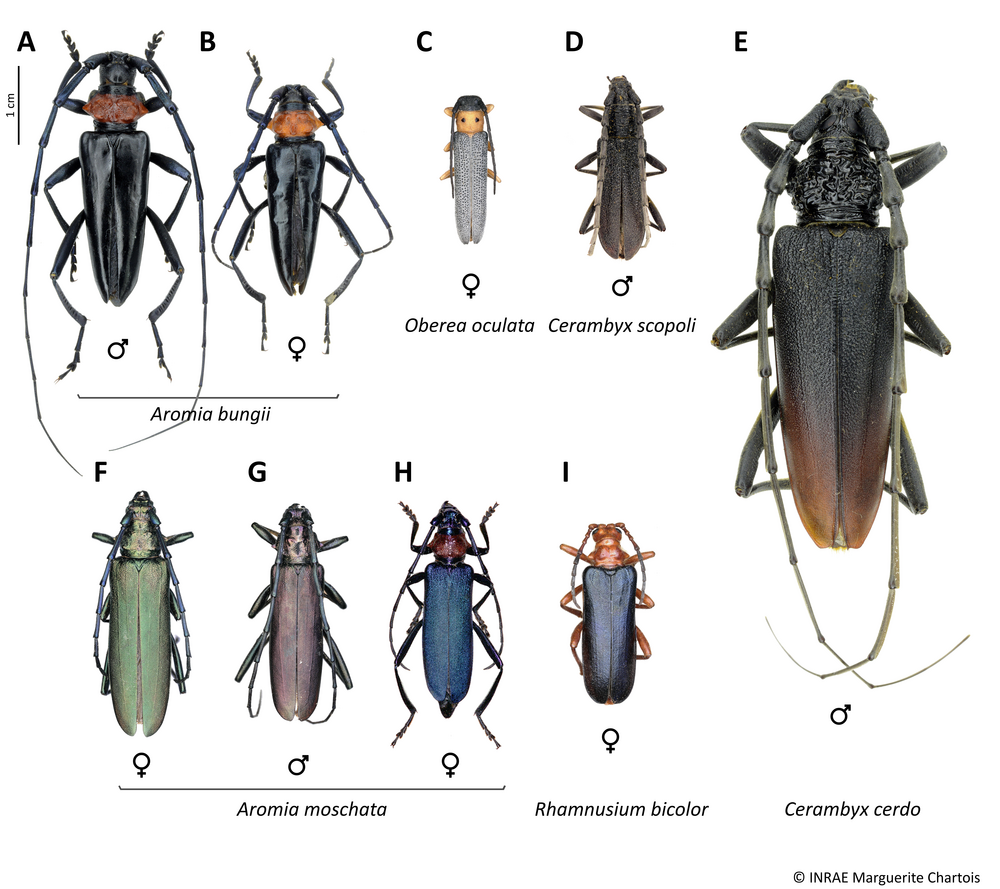 A
B
C
D
E
1 cm
♂
♀
♀
♂
Oberea oculata
Cerambyx scopoli
Aromia bungii
F
G
H
I
♀
♂
♀
♀
♂
Aromia moschata
Rhamnusium bicolor
Cerambyx cerdo
© INRAE Marguerite Chartois